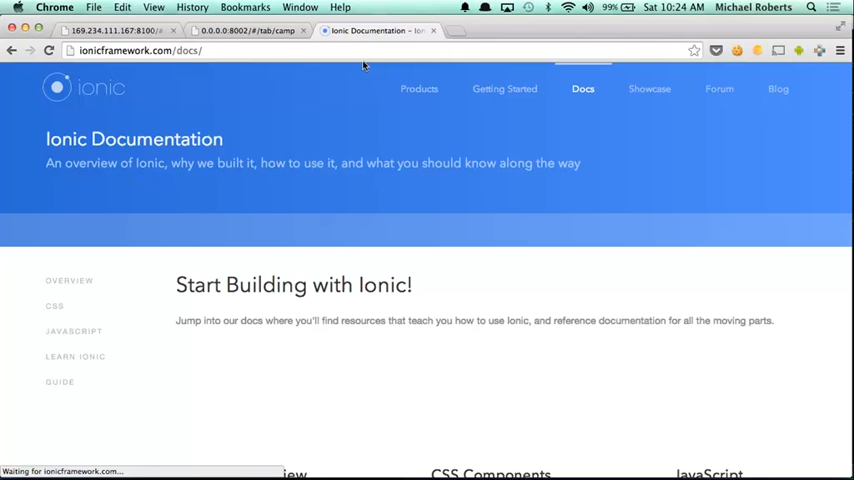 Chrome File Edit View History Bookmarks Window Help 99% Sat 10:24 AM Michael Roberts
169.234.111.167:8100/#
0.0.0.0:8002/#/tab/camp
Ionic Documentation – Ion
ionicframework.com/docs/
ionic
Products Getting Started Docs Showcase Forum Blog
Ionic Documentation
An overview of Ionic, why we built it, how to use it, and what you should know along the way
OVERVIEW
CSS
JAVASCRIPT
LEARN IONIC
GUIDE
Start Building with Ionic!
Jump into our docs where you'll find resources that teach you how to use Ionic, and reference documentation for all the moving parts.
Waiting for ionicframework.com...
iew CSS Components JavaScript